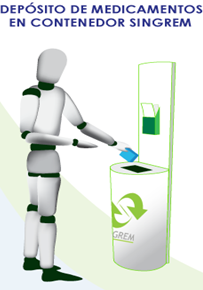 DEPÓSITO DE MEDICAMENTOS
EN CONTENEDOR SINGREM
GREM